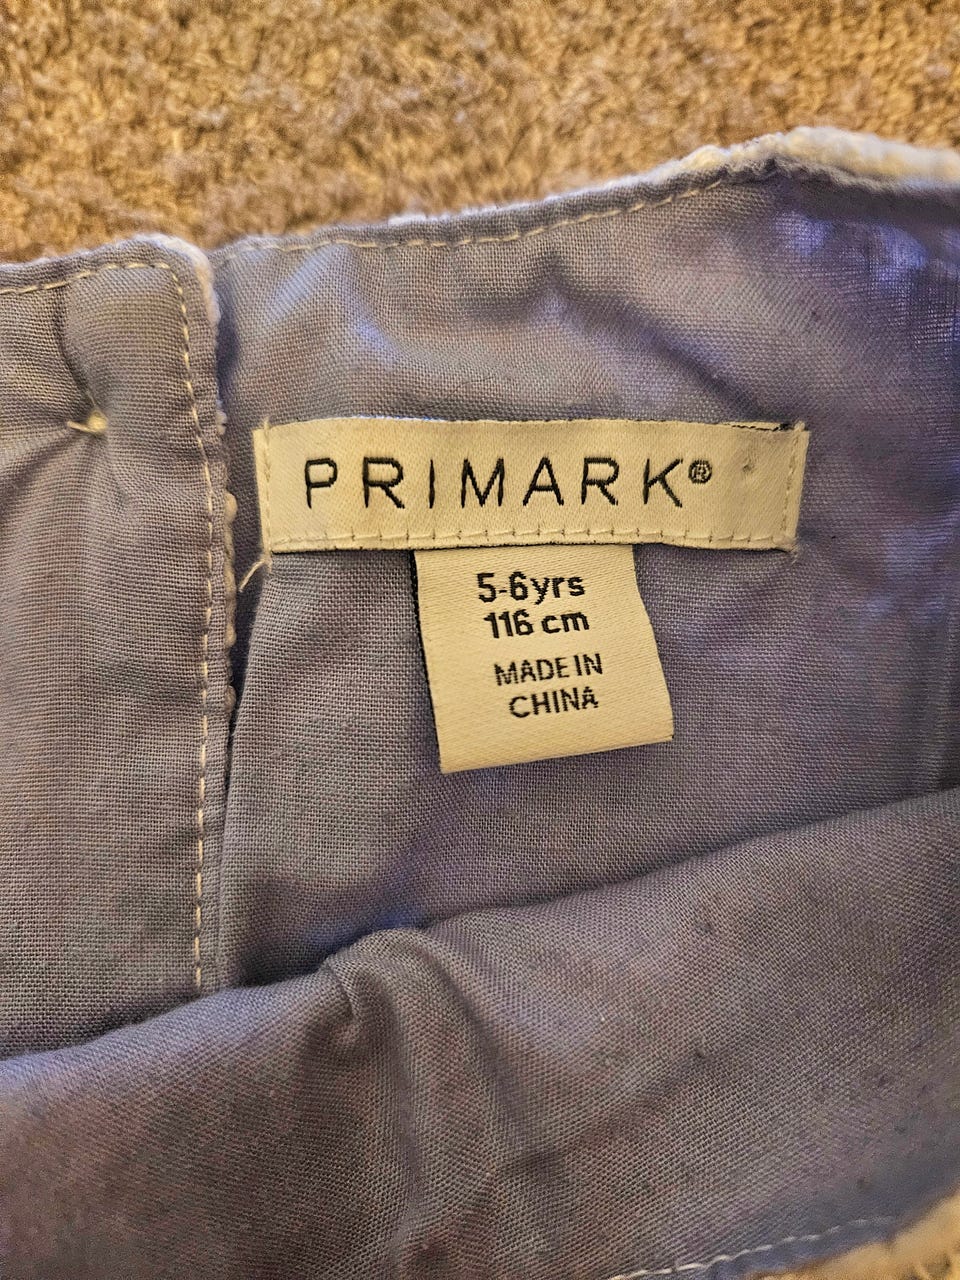 PRIMARK®
5-6yrs
116 cm
MADE IN
CHINA